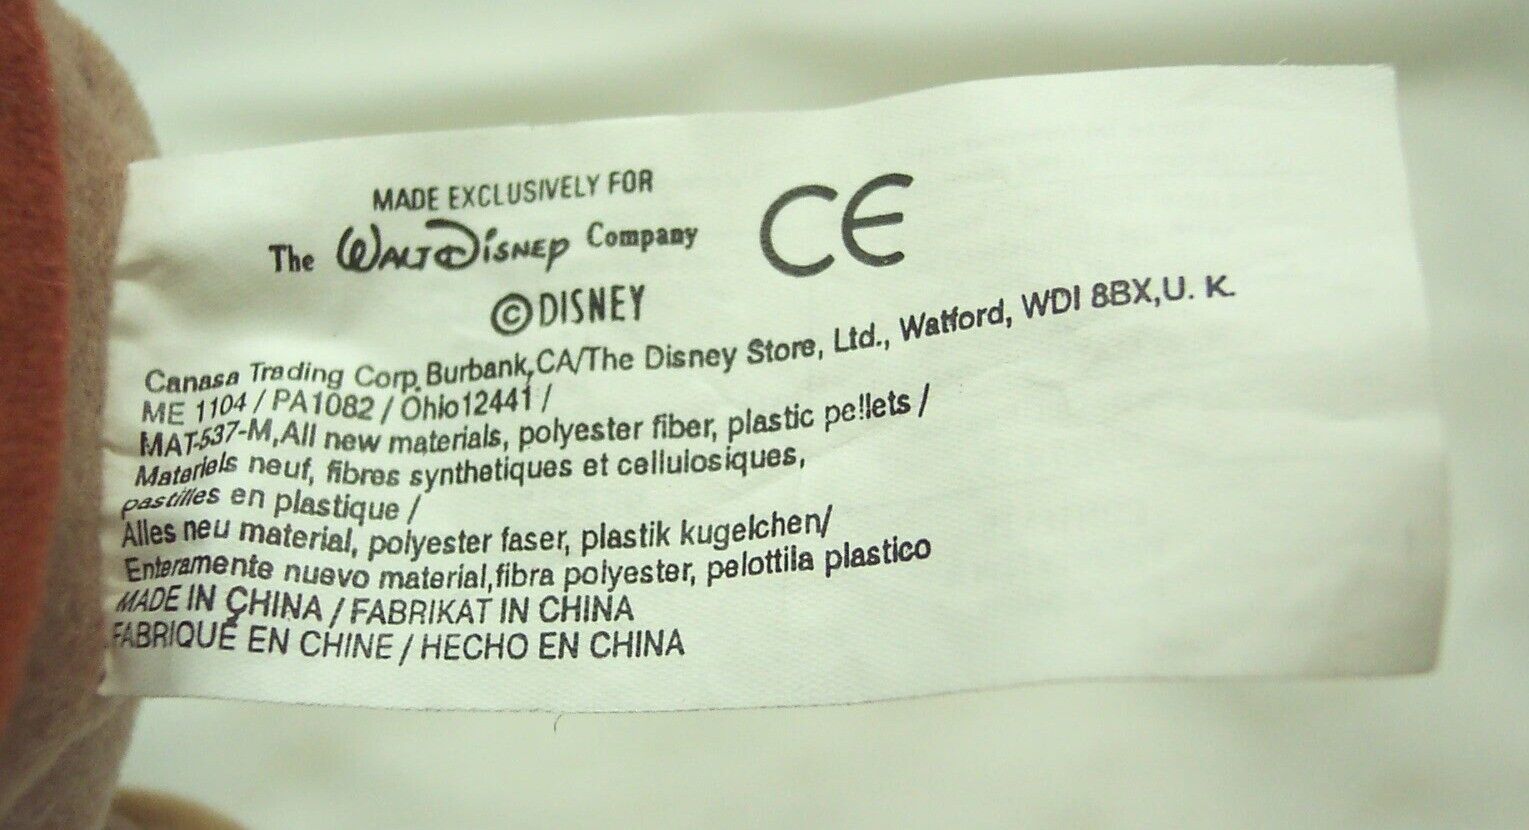 MADE EXCLUSIVELY FOR
The WALT DISNEY Company
CE
© DISNEY
Canasa Trading Corp. Burbank, CA/The Disney Store, Ltd., Watford, WDI 8BX, U. K.
ME 1104 / PA1082 / Ohio12441 /
MAT-537-M, All new materials, polyester fiber, plastic pellets /
Materiels neuf, fibres synthetiques et cellulosiques,
pastilles en plastique /
Alles neu material, polyester faser, plastik kugelchen/
Enteramente nuevo material, fibra polyester, pelottila plastico
MADE IN CHINA / FABRIKAT IN CHINA
FABRIQUÉ EN CHINE / HECHO EN CHINA